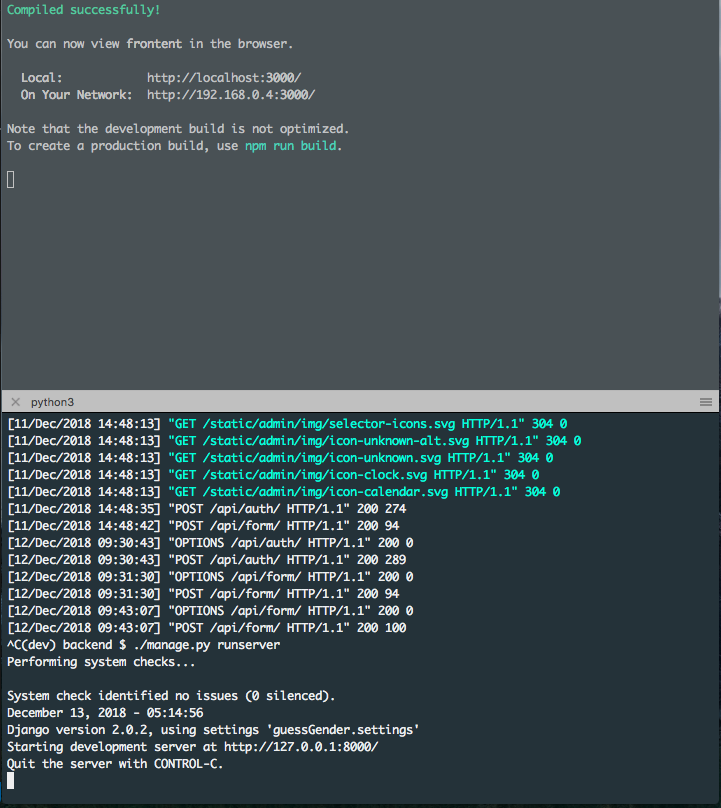 Compiled successfully!
You can now view frontent in the browser.
Local: http://localhost:3000/
On Your Network: http://192.168.0.4:3000/
Note that the development build is not optimized.
To create a production build, use npm run build.
python3
[11/Dec/2018 14:48:13] "GET /static/admin/img/selector-icons.svg HTTP/1.1" 304 0
[11/Dec/2018 14:48:13] "GET /static/admin/img/icon-unknown-alt.svg HTTP/1.1" 304 0
[11/Dec/2018 14:48:13] "GET /static/admin/img/icon-unknown.svg HTTP/1.1" 304 0
[11/Dec/2018 14:48:13] "GET /static/admin/img/icon-clock.svg HTTP/1.1" 304 0
[11/Dec/2018 14:48:13] "GET /static/admin/img/icon-calendar.svg HTTP/1.1" 304 0
[11/Dec/2018 14:48:35] "POST /api/auth/ HTTP/1.1" 200 274
[11/Dec/2018 14:48:42] "POST /api/form/ HTTP/1.1" 200 94
[12/Dec/2018 09:30:43] "OPTIONS /api/auth/ HTTP/1.1" 200 0
[12/Dec/2018 09:30:43] "POST /api/auth/ HTTP/1.1" 200 289
[12/Dec/2018 09:31:30] "OPTIONS /api/form/ HTTP/1.1" 200 0
[12/Dec/2018 09:31:30] "POST /api/form/ HTTP/1.1" 200 94
[12/Dec/2018 09:43:07] "OPTIONS /api/form/ HTTP/1.1" 200 0
[12/Dec/2018 09:43:07] "POST /api/form/ HTTP/1.1" 200 100
^C(dev) backend $ ./manage.py runserver
Performing system checks...
System check identified no issues (0 silenced).
December 13, 2018 - 05:14:56
Django version 2.0.2, using settings 'guessGender.settings'
Starting development server at http://127.0.0.1:8000/
Quit the server with CONTROL-C.